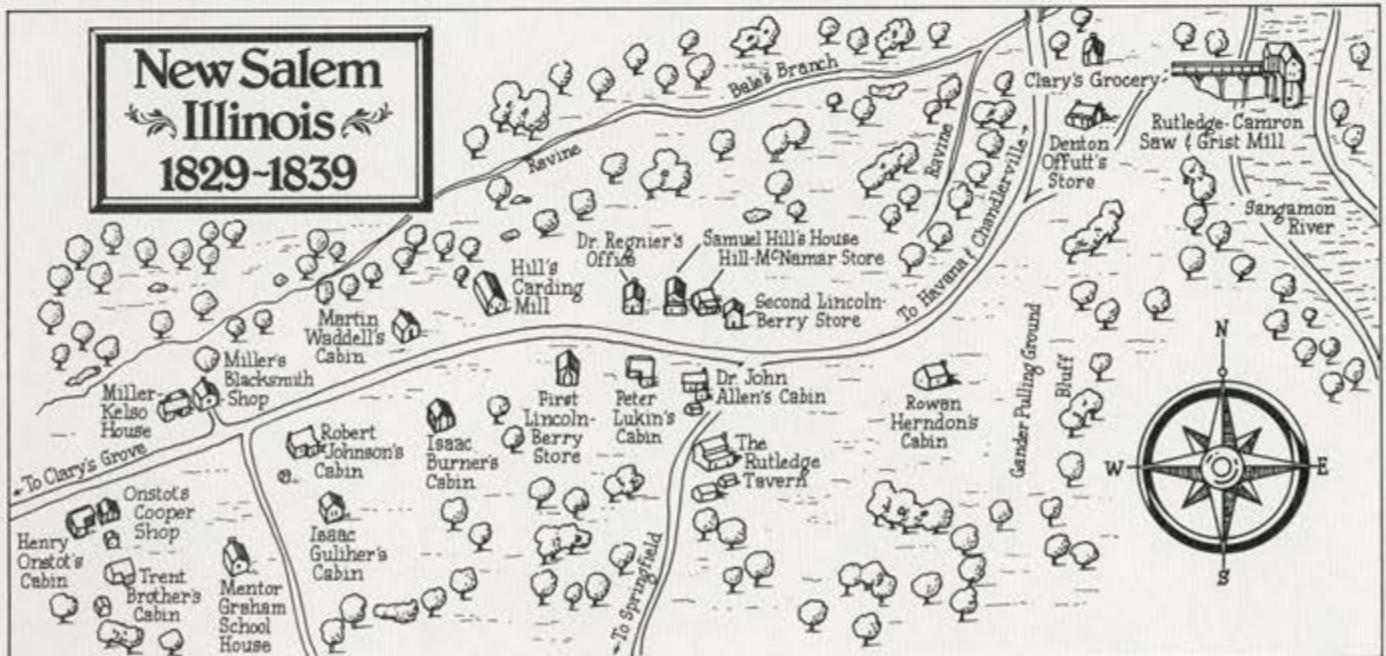 New Salem
Illinois
1829~1839
Bale's Branch
Ravine
Ravine
Clary's Grocery
Rutledge-Camron
Saw & Grist Mill
Denton
Offutt's
Store
Sangamon
River
To Havana & Chandlerville
Dr. Regnier's
Office
Samuel Hill's House
Hill-McNamar Store
Second Lincoln-
Berry Store
Hill's
Carding
Mill
Martin
Waddell's
Cabin
Miller's
Blacksmith
Shop
Miller-
Kelso
House
To Clary's Grove
Robert
Johnson's
Cabin
Isaac
Burner's
Cabin
First
Lincoln-
Berry
Store
Peter
Lukin's
Cabin
Dr. John
Allen's Cabin
The
Rutledge
Tavern
Rowan
Herndon's
Cabin
Gander Pulling Ground
Bluff
N
W
E
S
Onstot's
Cooper
Shop
Henry
Onstot's
Cabin
Trent
Brother's
Cabin
Mentor
Graham
School
House
Isaac
Guliher's
Cabin
To Springfield